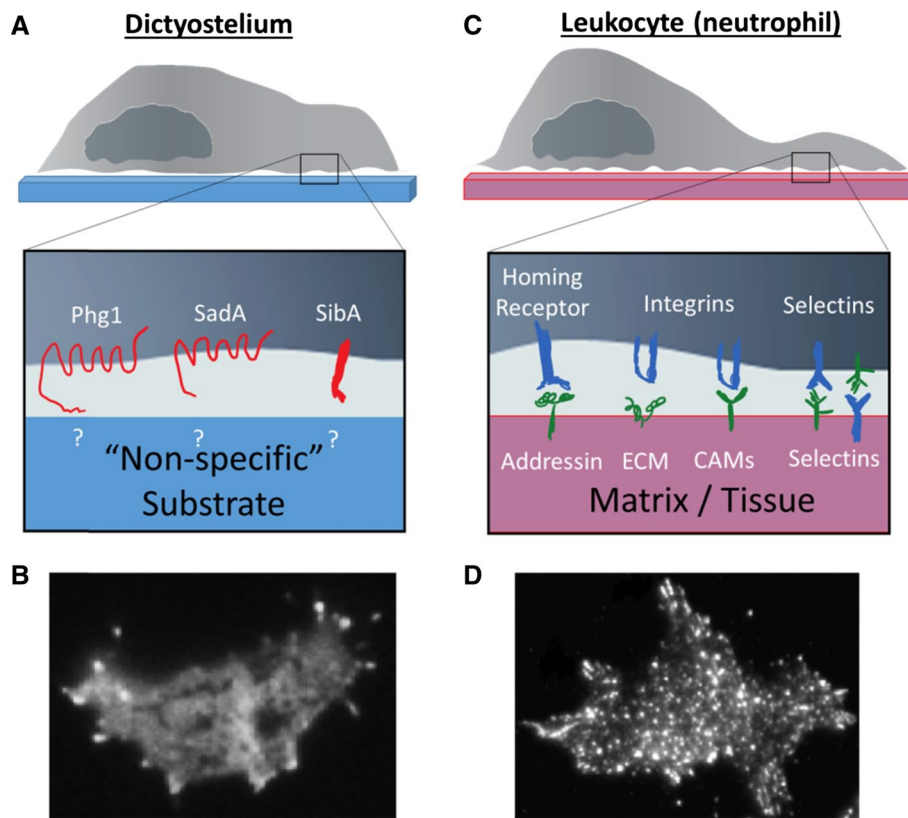 A
Dictyostelium
Phg1
SadA
SibA
?
?
?
"Non-specific"
Substrate
B
C
Leukocyte (neutrophil)
Homing
Receptor
Integrins
Selectins
Addressin
ECM
CAMs
Selectins
Matrix / Tissue
D